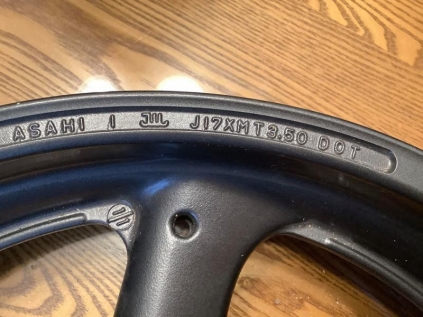 ASAHI I JWL J17XMT3.50 DOT